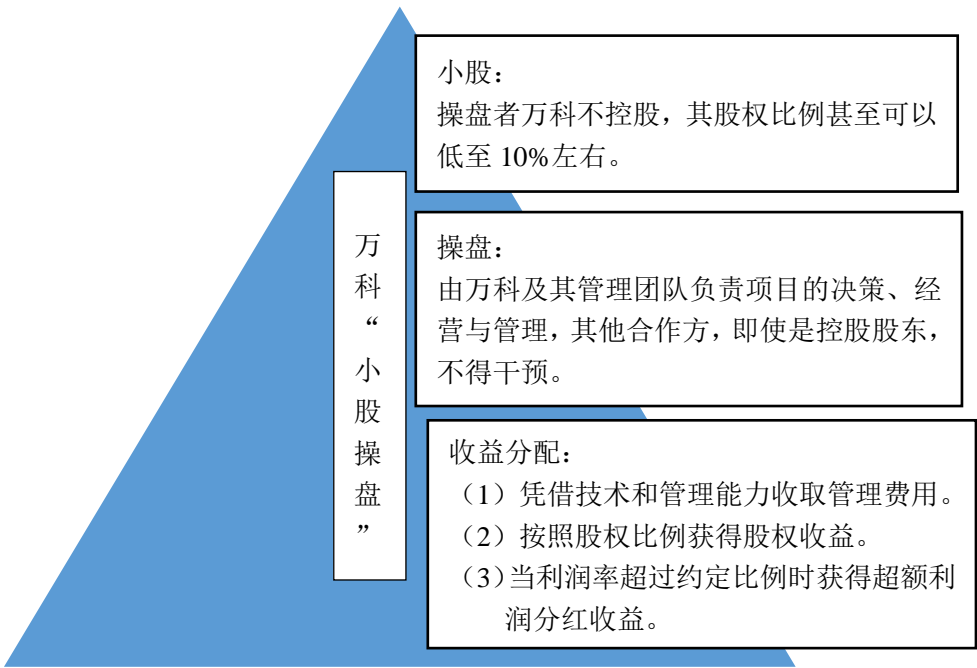 小股：
操盘者万科不控股，其股权比例甚至可以
低至 10%左右。
万科“小股操盘”
操盘：
由万科及其管理团队负责项目的决策、经
营与管理，其他合作方，即使是控股股东，
不得干预。
收益分配：
（1）凭借技术和管理能力收取管理费用。
（2）按照股权比例获得股权收益。
（3）当利润率超过约定比例时获得超额利
润分红收益。